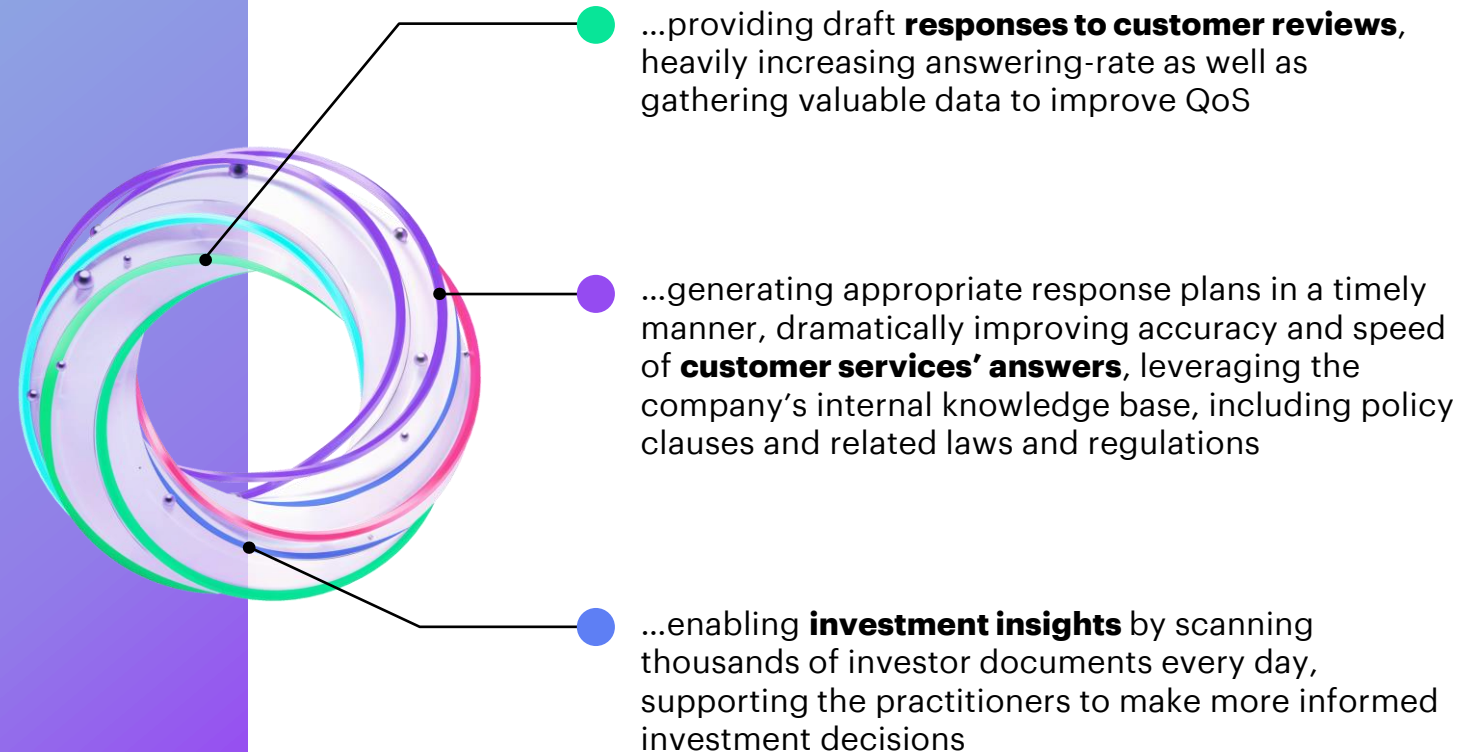 ...providing draft responses to customer reviews,
heavily increasing answering-rate as well as
gathering valuable data to improve QoS
...generating appropriate response plans in a timely
manner, dramatically improving accuracy and speed
of customer services’ answers, leveraging the
company’s internal knowledge base, including policy
clauses and related laws and regulations
...enabling investment insights by scanning
thousands of investor documents every day,
supporting the practitioners to make more informed
investment decisions